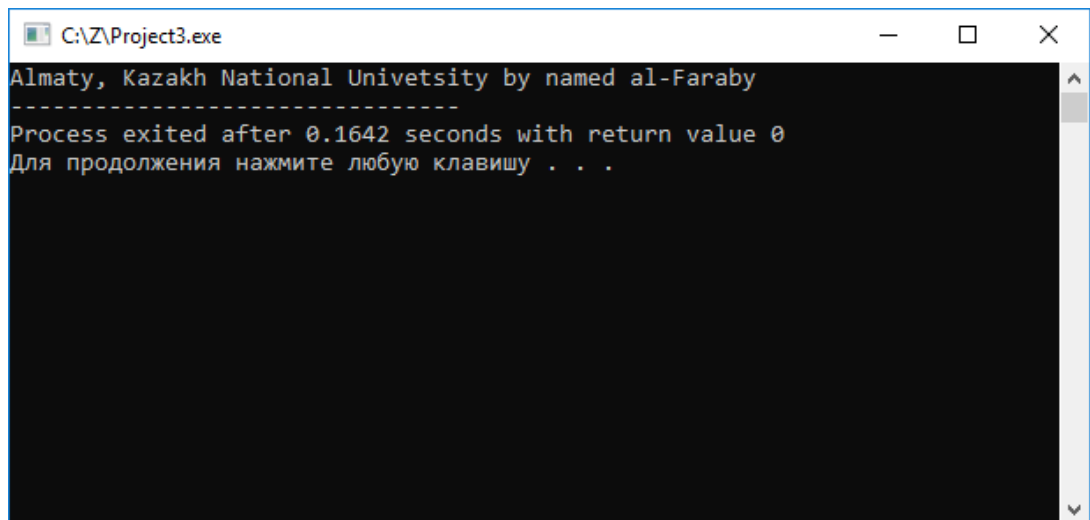 C:\Z\Project3.exe
Almaty, Kazakh National Univetsity by named al-Faraby
--------------------------------
Process exited after 0.1642 seconds with return value 0
Для продолжения нажмите любую клавишу . . .